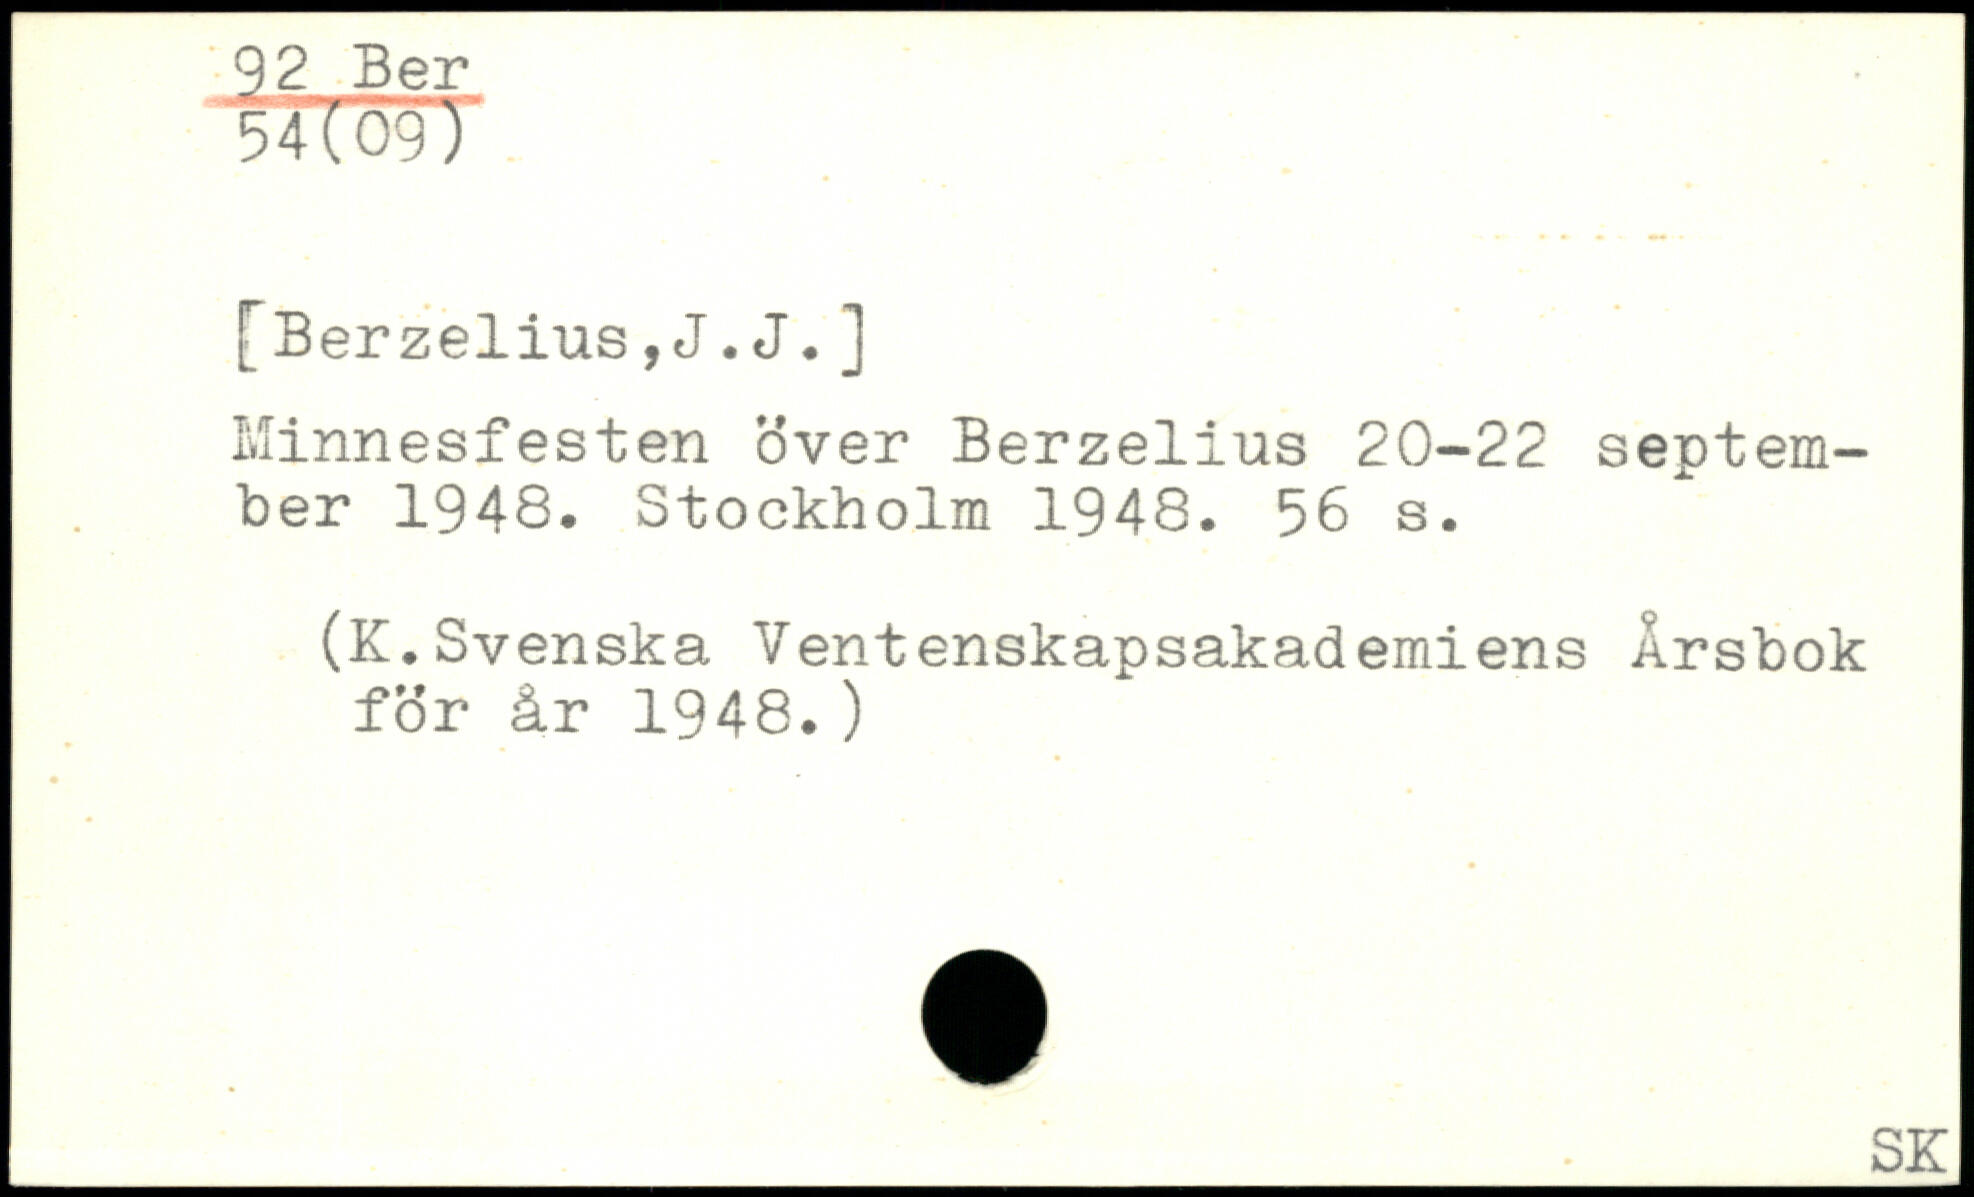 92 Ber
54(09)
[Berzelius,J.J.]
Minnesfesten över Berzelius 20-22 septem-
ber 1948. Stockholm 1948. 56 s.
(K.Svenska Ventenskapsakademiens Årsbok
för år 1948.)
SK